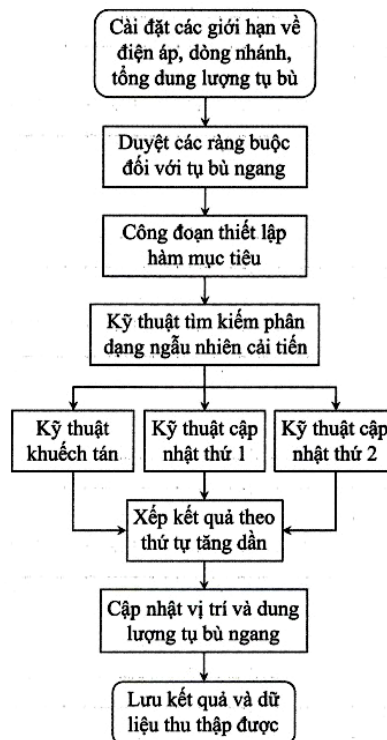 Cài đặt các giới hạn về
điện áp, dòng nhánh,
tổng dung lượng tụ bù
Duyệt các ràng buộc
đối với tụ bù ngang
Công đoạn thiết lập
hàm mục tiêu
Kỹ thuật tìm kiếm phân
dạng ngẫu nhiên cải tiến
Kỹ thuật
khuếch tán
Kỹ thuật cập
nhật thứ 1
Kỹ thuật cập
nhật thứ 2
Xếp kết quả theo
thứ tự tăng dần
Cập nhật vị trí và dung
lượng tụ bù ngang
Lưu kết quả và dữ
liệu thu thập được